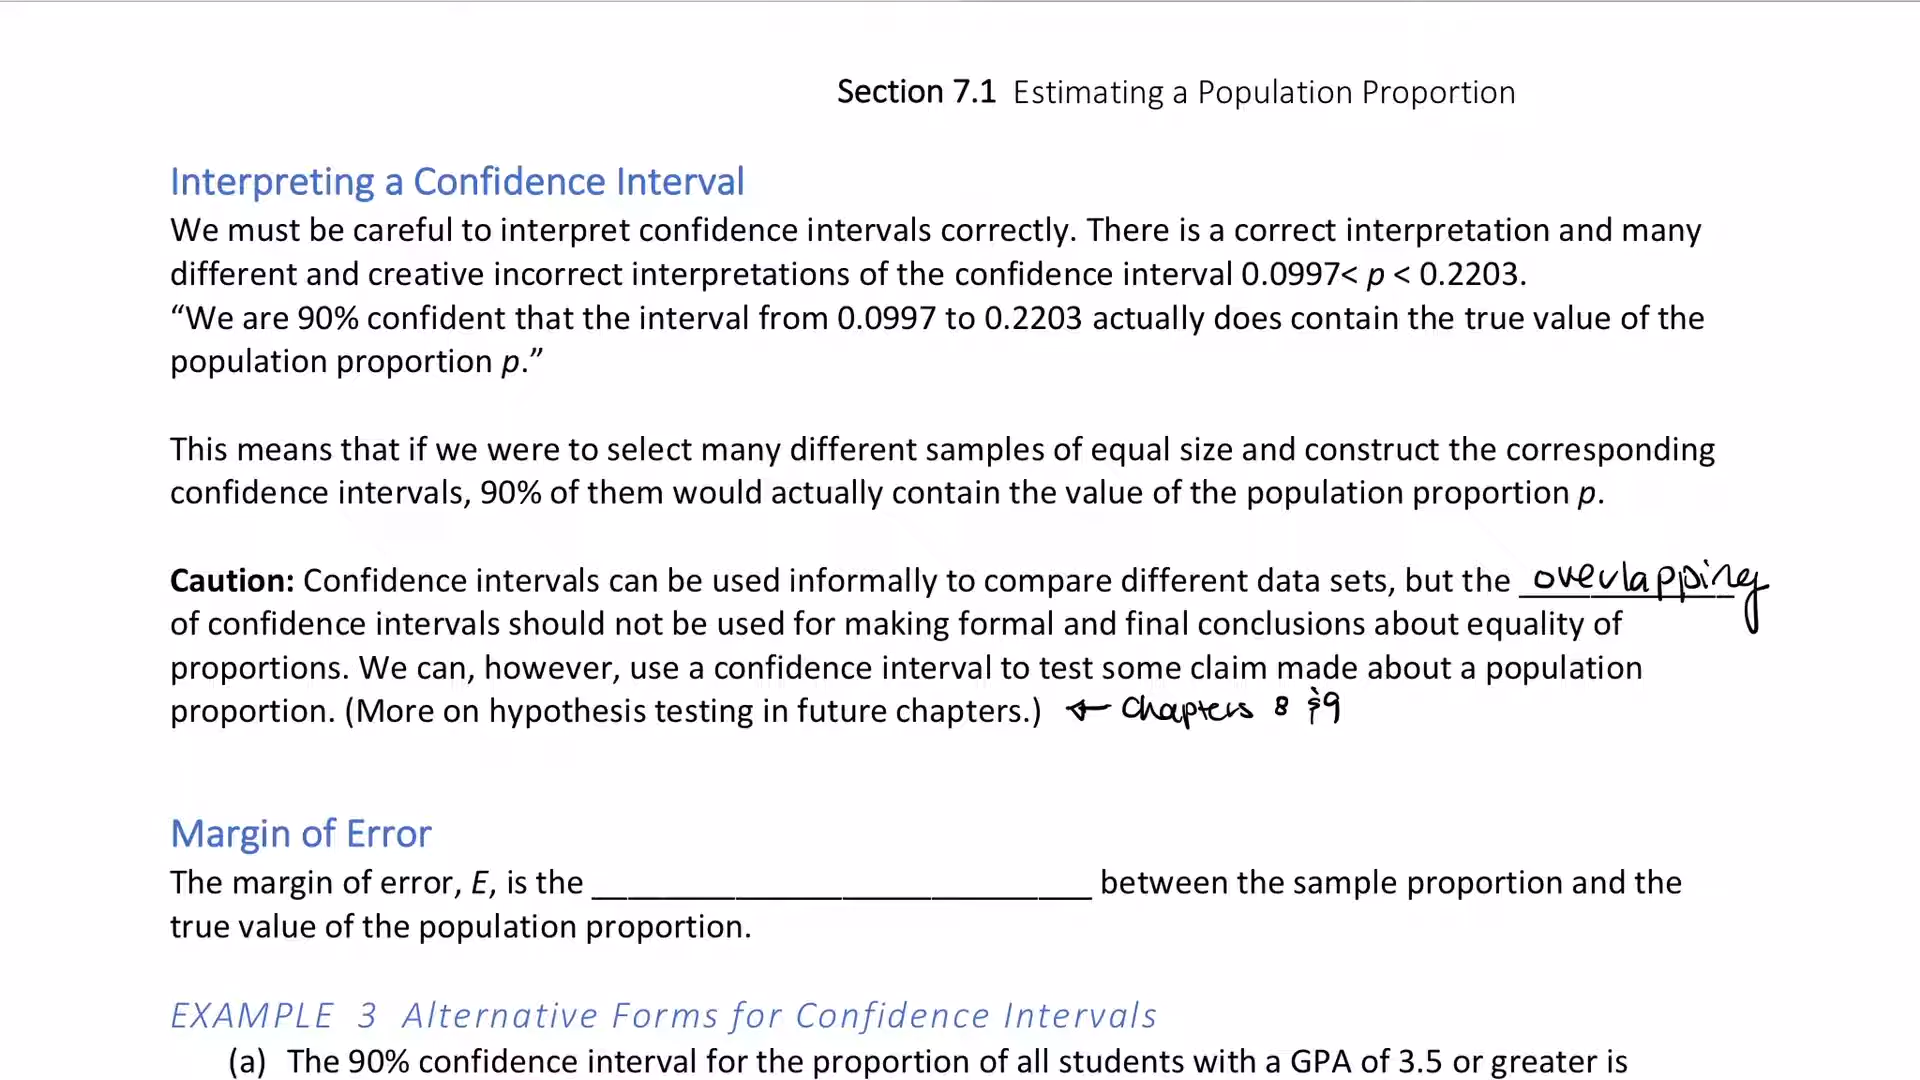 Section 7.1 Estimating a Population Proportion
Interpreting a Confidence Interval
We must be careful to interpret confidence intervals correctly. There is a correct interpretation and many
different and creative incorrect interpretations of the confidence interval 0.0997< p < 0.2203.
“We are 90% confident that the interval from 0.0997 to 0.2203 actually does contain the true value of the
population proportion p.”
This means that if we were to select many different samples of equal size and construct the corresponding
confidence intervals, 90% of them would actually contain the value of the population proportion p.
Caution: Confidence intervals can be used informally to compare different data sets, but the overlapping
of confidence intervals should not be used for making formal and final conclusions about equality of
proportions. We can, however, use a confidence interval to test some claim made about a population
proportion. (More on hypothesis testing in future chapters.) ← Chapters 8 & 9
Margin of Error
The margin of error, E, is the ______________________________ between the sample proportion and the
true value of the population proportion.
EXAMPLE 3 Alternative Forms for Confidence Intervals
(a) The 90% confidence interval for the proportion of all students with a GPA of 3.5 or greater is